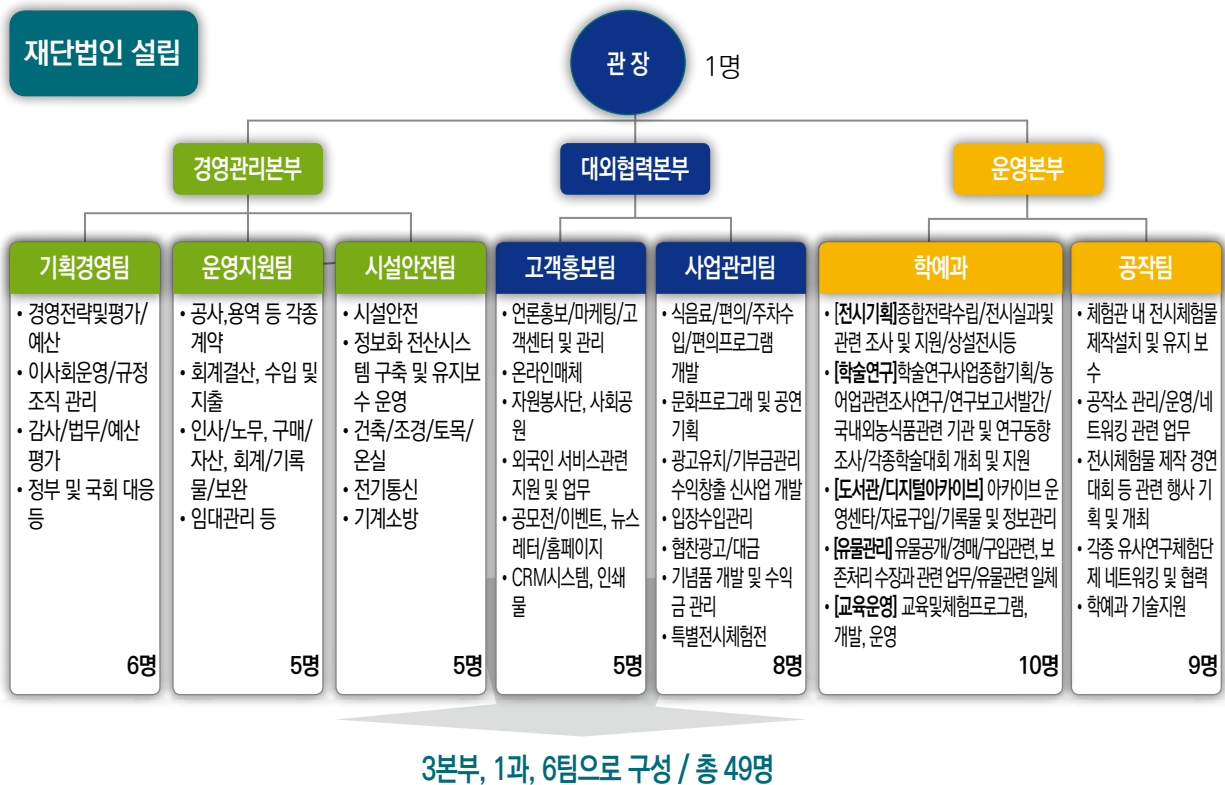 재단법인 설립
관 장
1명
경영관리본부
대외협력본부
운영본부
기획경영팀
• 경영전략및평가/
예산
• 이사회운영/규정
조직 관리
• 감사/법무/예산
평가
• 정부 및 국회 대응
등
6명
운영지원팀
• 공사,용역 등 각종
계약
• 회계결산, 수입 및
지출
• 인사/노무, 구매/
자산, 회계/기록
물/보완
• 임대관리 등
5명
시설안전팀
• 시설안전
• 정보화 전산시스
템 구축 및 유지보
수 운영
• 건축/조경/토목/
온실
• 전기통신
• 기계소방
5명
고객홍보팀
• 언론홍보/마케팅/고
객센터 및 관리
• 온라인매체
• 자원봉사단, 사회공
원
• 외국인 서비스관련
지원 및 업무
• 공모전/이벤트, 뉴스
레터/홈페이지
• CRM시스템, 인쇄
물
5명
사업관리팀
• 식음료/편의/주차수
입/편의프로그램
개발
• 문화프로그래 및 공연
기획
• 광고유치/기부금관리
수익창출 신사업 개발
• 입장수입관리
• 협찬광고/대금
• 기념품 개발 및 수익
금 관리
• 특별전시체험전
8명
학예과
• [전시기획]종합전략수립/전시실과및
관련 조사 및 지원/상설전시등
• [학술연구]학술연구사업종합기획/농
어업관련조사연구/연구보고서발간/
국내외농식품관련 기관 및 연구동향
조사/각종학술대회 개최 및 지원
• [도서관/디지털아카이브] 아카이브 운
영센타/자료구입/기록물 및 정보관리
• [유물관리] 유물공개/경매/구입관련, 보
존처리 수장과 관련 업무/유물관련 일체
• [교육운영] 교육및체험프로그램,
개발, 운영
10명
공작팀
• 체험관 내 전시체험물
제작설치 및 유지 보
수
• 공작소 관리/운영/네
트워킹 관련 업무
• 전시체험물 제작 경연
대회 등 관련 행사 기
획 및 개최
• 각종 유사연구체험단
제 네트워킹 및 협력
• 학예과 기술지원
9명
3본부, 1과, 6팀으로 구성 / 총 49명